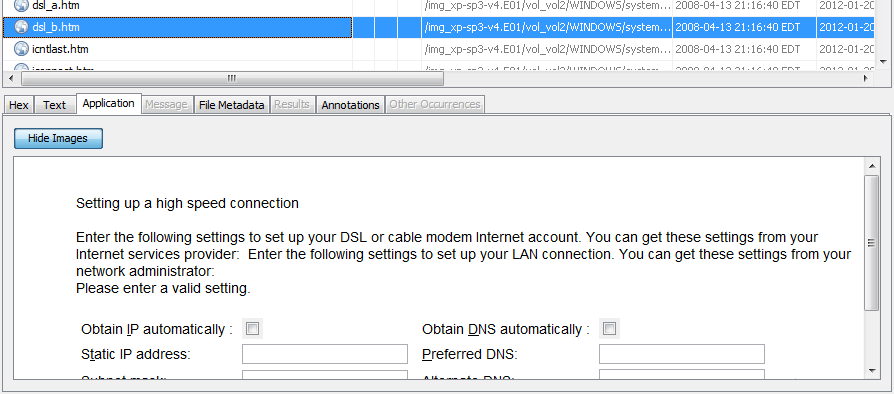 dsl_a.htm /img_xp-sp3-v4.E01/vol_vol2/WINDOWS/system... 2008-04-13 21:16:40 EDT 2012-01-20
dsl_b.htm /img_xp-sp3-v4.E01/vol_vol2/WINDOWS/system... 2008-04-13 21:16:40 EDT 2012-01-20
icntlast.htm /img_xp-sp3-v4.E01/vol_vol2/WINDOWS/system... 2008-04-13 21:16:40 EDT 2012-01-20
Hex Text Application Message File Metadata Results Annotations Other Occurrences
Hide Images
Setting up a high speed connection
Enter the following settings to set up your DSL or cable modem Internet account. You can get these settings from your
Internet services provider:  Enter the following settings to set up your LAN connection. You can get these settings from your
network administrator:
Please enter a valid setting.
Obtain IP automatically : Obtain DNS automatically :
Static IP address: Preferred DNS:
Subnet mask: Alternate DNS: